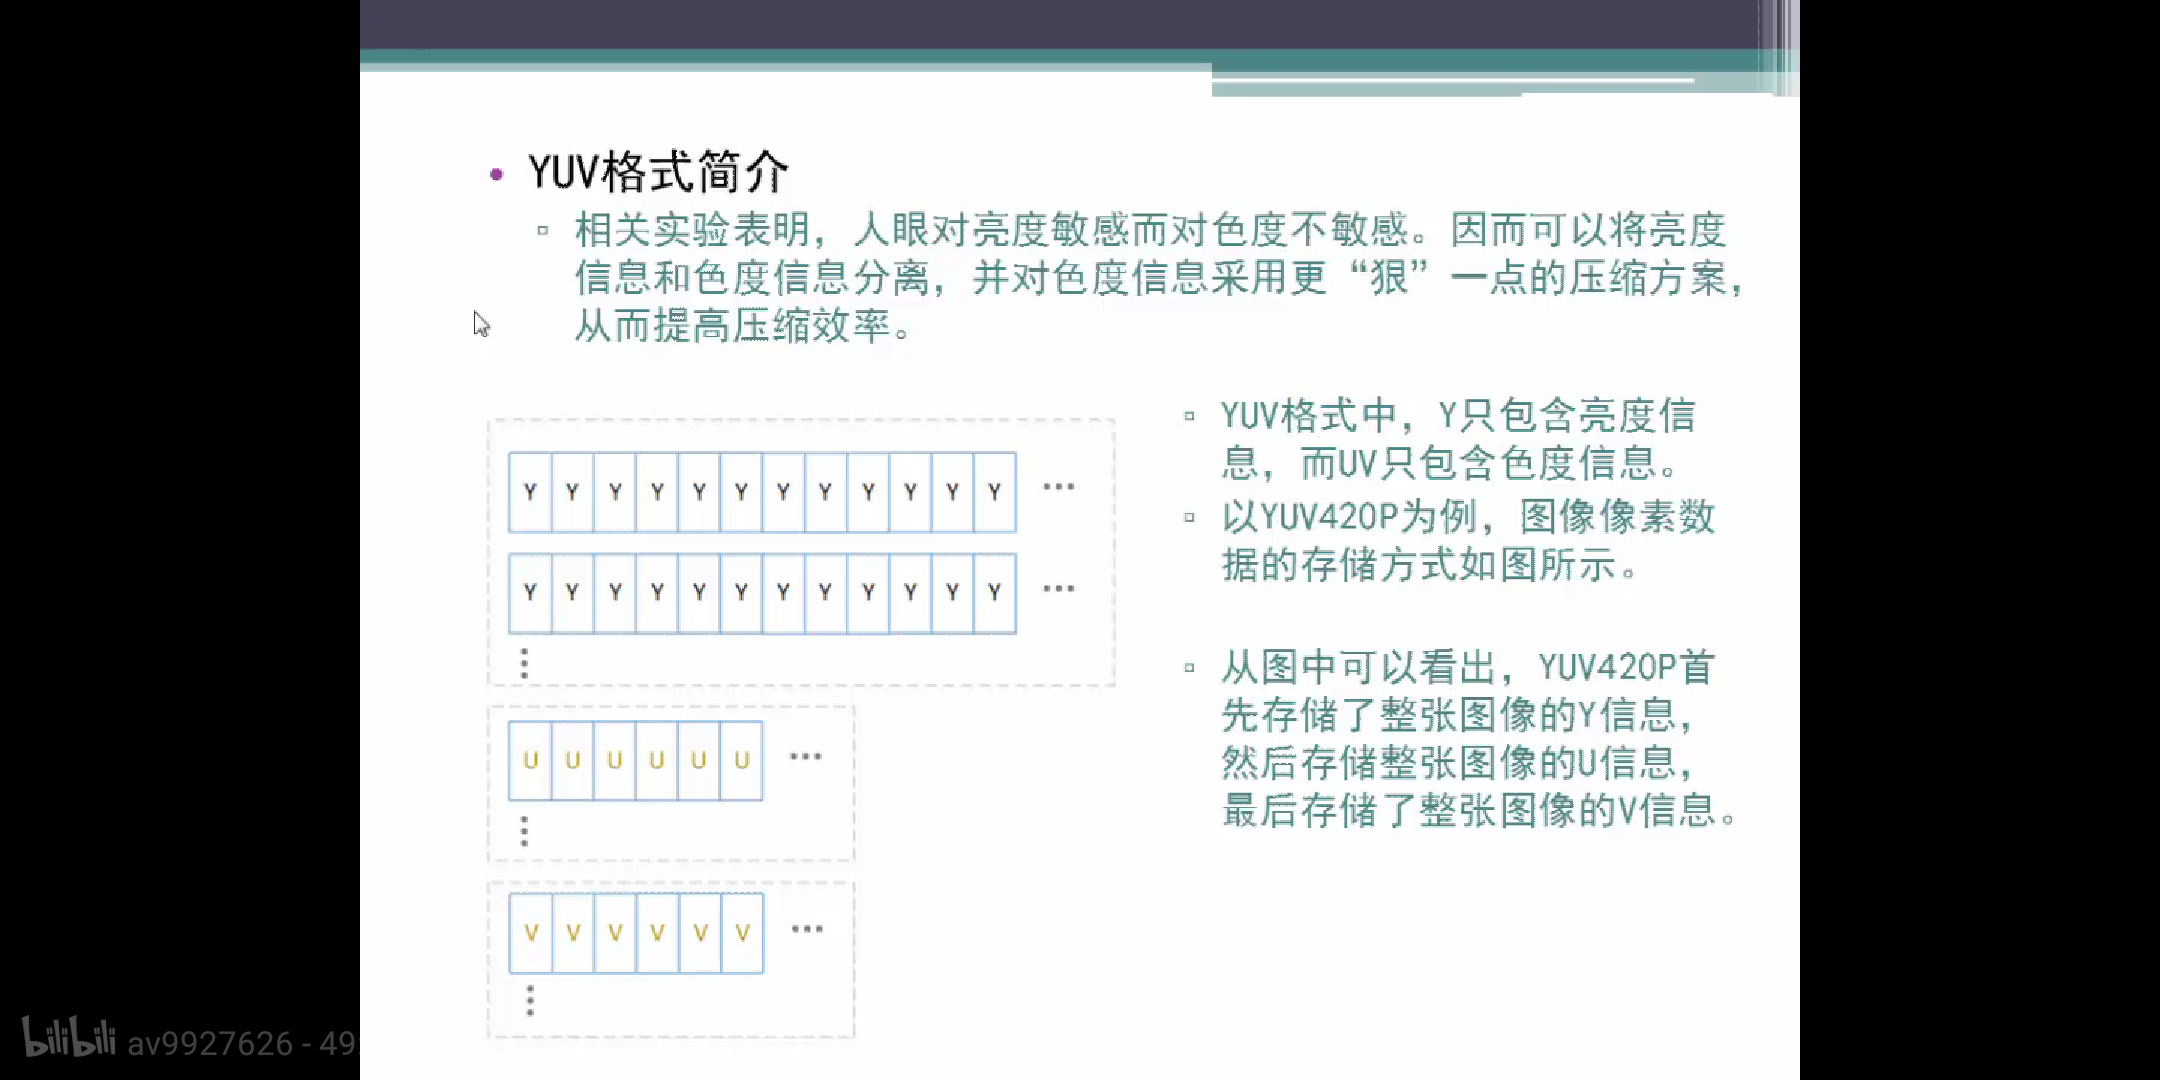 YUV格式简介
相关实验表明，人眼对亮度敏感而对色度不敏感。因而可以将亮度
信息和色度信息分离，并对色度信息采用更“狠”一点的压缩方案，
从而提高压缩效率。
Y Y Y Y Y Y Y Y Y Y Y Y ...
Y Y Y Y Y Y Y Y Y Y Y Y ...
U U U U U U ...
V V V V V V ...
YUV格式中，Y只包含亮度信
息，而UV只包含色度信息。
以YUV420P为例，图像像素数
据的存储方式如图所示。
从图中可以看出，YUV420P首
先存储了整张图像的Y信息，
然后存储整张图像的U信息，
最后存储了整张图像的V信息。
bilibili av9927626 - 49